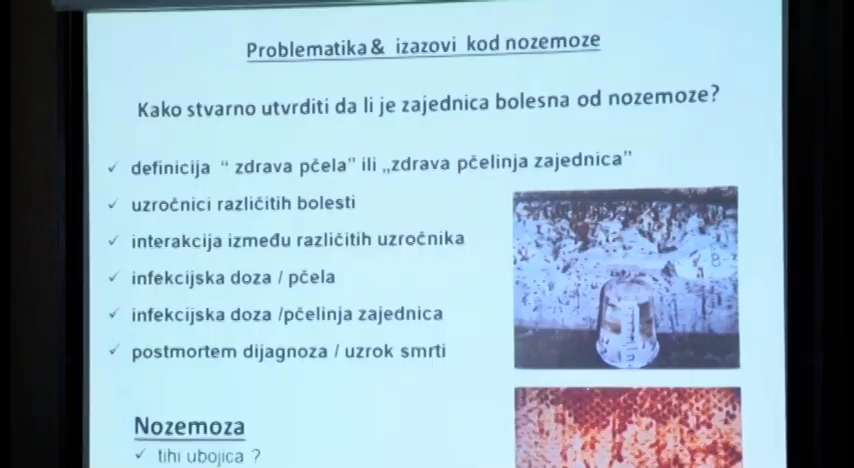 Problematika & izazovi kod nozemoze
Kako stvarno utvrditi da li je zajednica bolesna od nozemoze?
✓ definicija “ zdrava pčela” ili „zdrava pčelinja zajednica”
✓ uzročnici različitih bolesti
✓ interakcija između različitih uzročnika
✓ infekcijska doza / pčela
✓ infekcijska doza /pčelinja zajednica
✓ postmortem dijagnoza / uzrok smrti
Nozemoza
✓ tihi ubojica ?